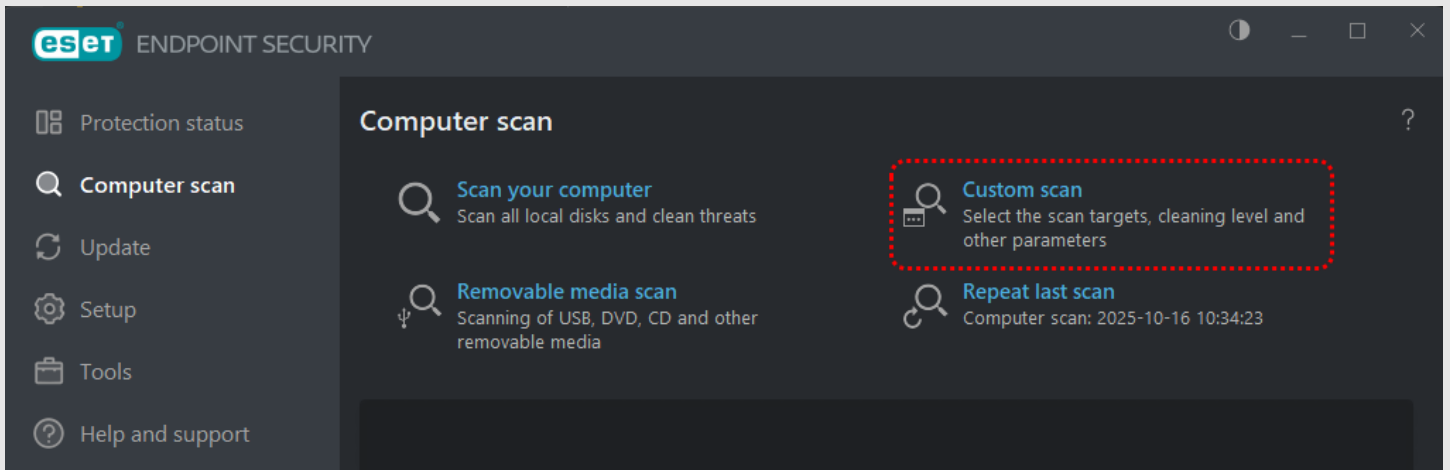 eset ENDPOINT SECURITY
Protection status
Computer scan
Update
Setup
Tools
Help and support
Computer scan
?
Scan your computer
Scan all local disks and clean threats
Custom scan
Select the scan targets, cleaning level and
other parameters
Removable media scan
Scanning of USB, DVD, CD and other
removable media
Repeat last scan
Computer scan: 2025-10-16 10:34:23